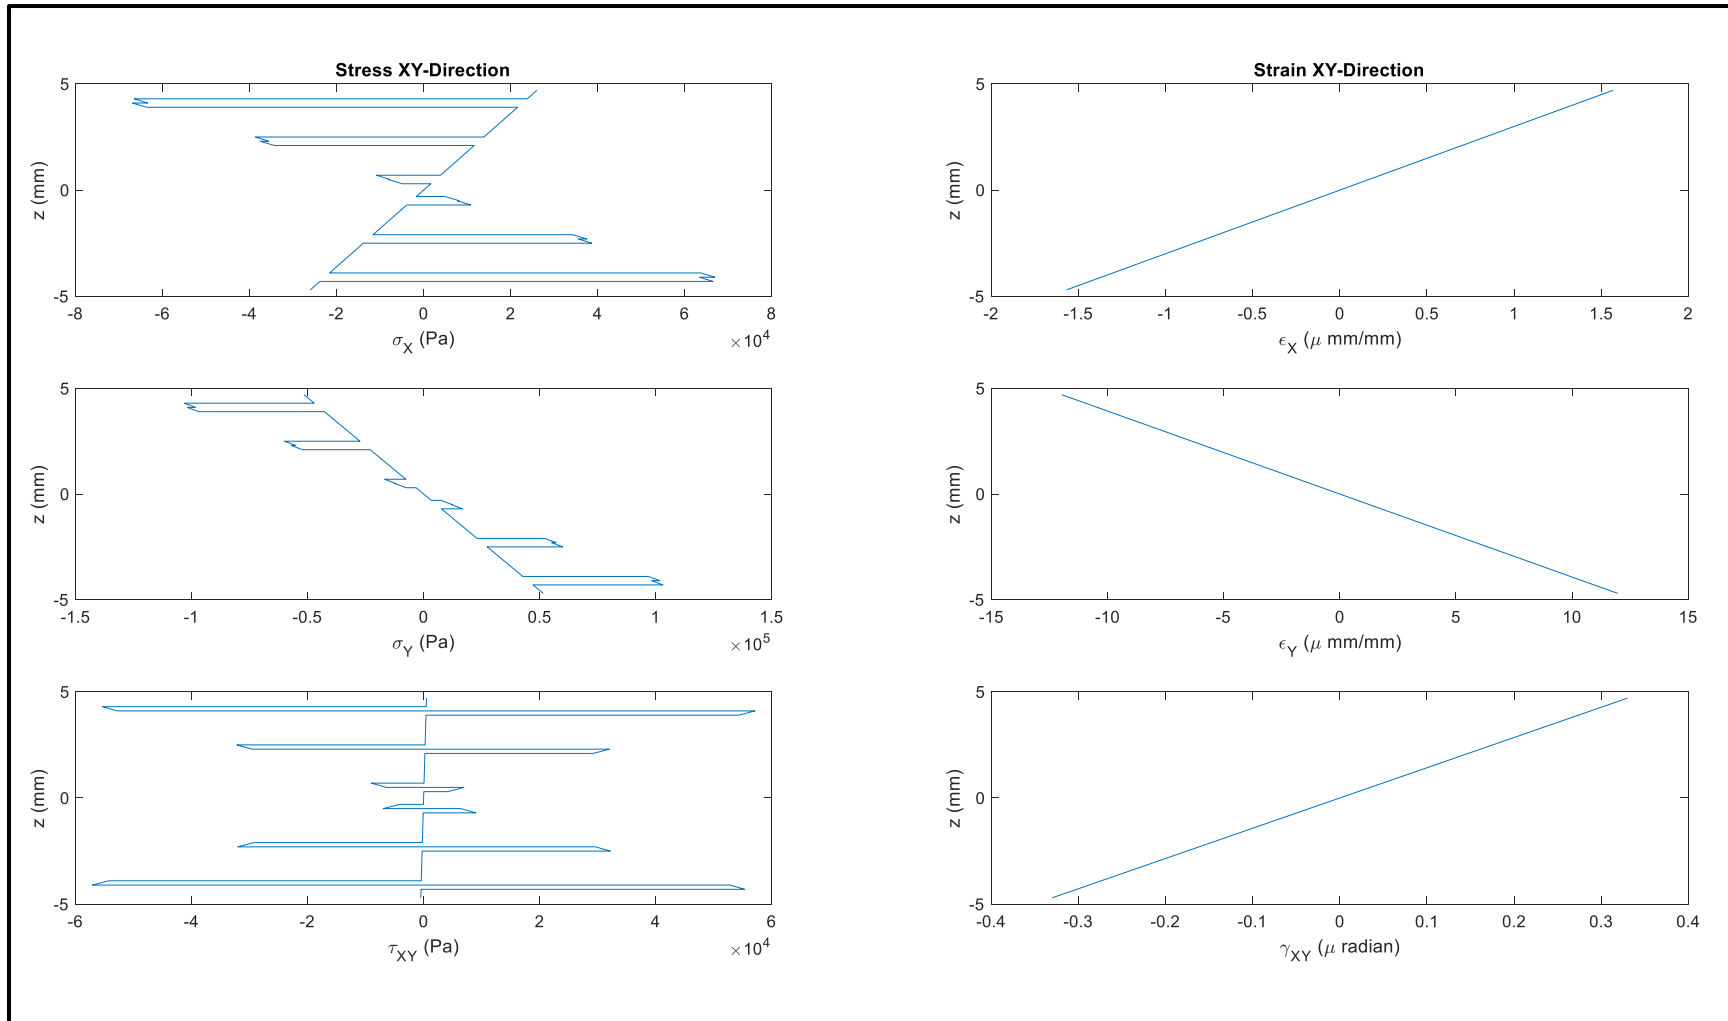 Stress XY-Direction
5
0
-5
z (mm)
-8 -6 -4 -2 0 2 4 6 8
σX (Pa)
×10^4
Strain XY-Direction
5
0
-5
z (mm)
-2 -1.5 -1 -0.5 0 0.5 1 1.5 2
ϵX (μ mm/mm)
5
0
-5
z (mm)
-1.5 -1 -0.5 0 0.5 1 1.5
σY (Pa)
×10^5
5
0
-5
z (mm)
-15 -10 -5 0 5 10 15
ϵY (μ mm/mm)
5
0
-5
z (mm)
-6 -4 -2 0 2 4 6
τXY (Pa)
×10^4
5
0
-5
z (mm)
-0.4 -0.3 -0.2 -0.1 0 0.1 0.2 0.3 0.4
γXY (μ radian)